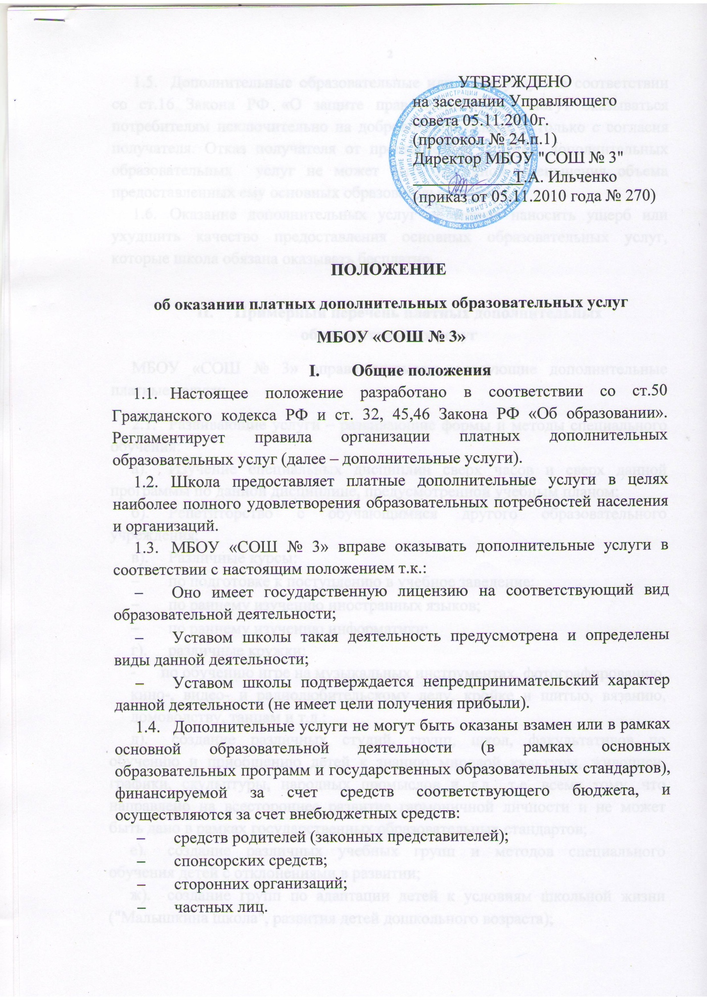 УТВЕРЖДЕНО
на заседании Управляющего
совета 05.11.2010г.
(протокол № 24 п.1)
Директор МБОУ "СОШ № 3"
____________Т.А. Ильченко
(приказ от 05.11.2010 года № 270)
ПОЛОЖЕНИЕ
об оказании платных дополнительных образовательных услуг
МБОУ «СОШ № 3»
I. Общие положения
1.1. Настоящее положение разработано в соответствии со ст.50
Гражданского кодекса РФ и ст. 32, 45,46 Закона РФ «Об образовании».
Регламентирует правила организации платных дополнительных
образовательных услуг (далее – дополнительные услуги).
1.2. Школа предоставляет платные дополнительные услуги в целях
наиболее полного удовлетворения образовательных потребностей населения
и организаций.
1.3. МБОУ «СОШ № 3» вправе оказывать дополнительные услуги в
соответствии с настоящим положением т.к.:
– Оно имеет государственную лицензию на соответствующий вид
образовательной деятельности;
– Уставом школы такая деятельность предусмотрена и определены
виды данной деятельности;
– Уставом школы подтверждается непредпринимательский характер
данной деятельности (не имеет цели получения прибыли).
1.4. Дополнительные услуги не могут быть оказаны взамен или в рамках
основной образовательной деятельности (в рамках основных
образовательных программ и государственных образовательных стандартов),
финансируемой за счет средств соответствующего бюджета, и
осуществляются за счет внебюджетных средств:
– средств родителей (законных представителей);
– спонсорских средств;
– сторонних организаций;
– частных лиц.